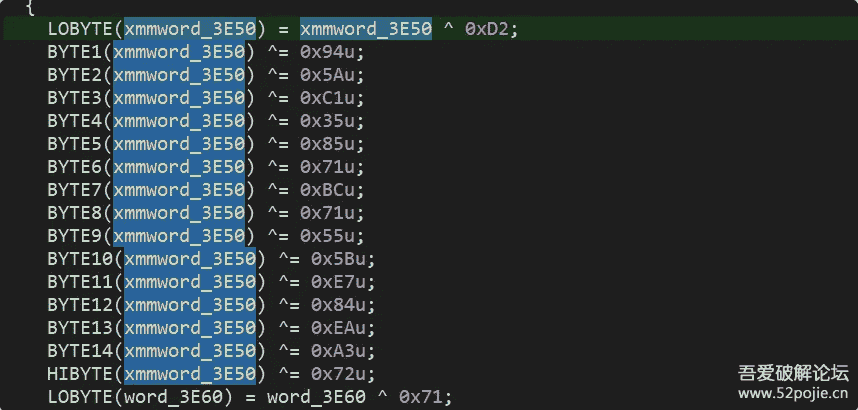 {
LOBYTE(xmmword_3E50) = xmmword_3E50 ^ 0xD2;
BYTE1(xmmword_3E50) ^= 0x94u;
BYTE2(xmmword_3E50) ^= 0x5Au;
BYTE3(xmmword_3E50) ^= 0xC1u;
BYTE4(xmmword_3E50) ^= 0x35u;
BYTE5(xmmword_3E50) ^= 0x85u;
BYTE6(xmmword_3E50) ^= 0x71u;
BYTE7(xmmword_3E50) ^= 0xBCu;
BYTE8(xmmword_3E50) ^= 0x71u;
BYTE9(xmmword_3E50) ^= 0x55u;
BYTE10(xmmword_3E50) ^= 0x5Bu;
BYTE11(xmmword_3E50) ^= 0xE7u;
BYTE12(xmmword_3E50) ^= 0x84u;
BYTE13(xmmword_3E50) ^= 0xEAu;
BYTE14(xmmword_3E50) ^= 0xA3u;
HIBYTE(xmmword_3E50) ^= 0x72u;
LOBYTE(word_3E60) = word_3E60 ^ 0x71;
吾爱破解论坛
www.52pojie.cn